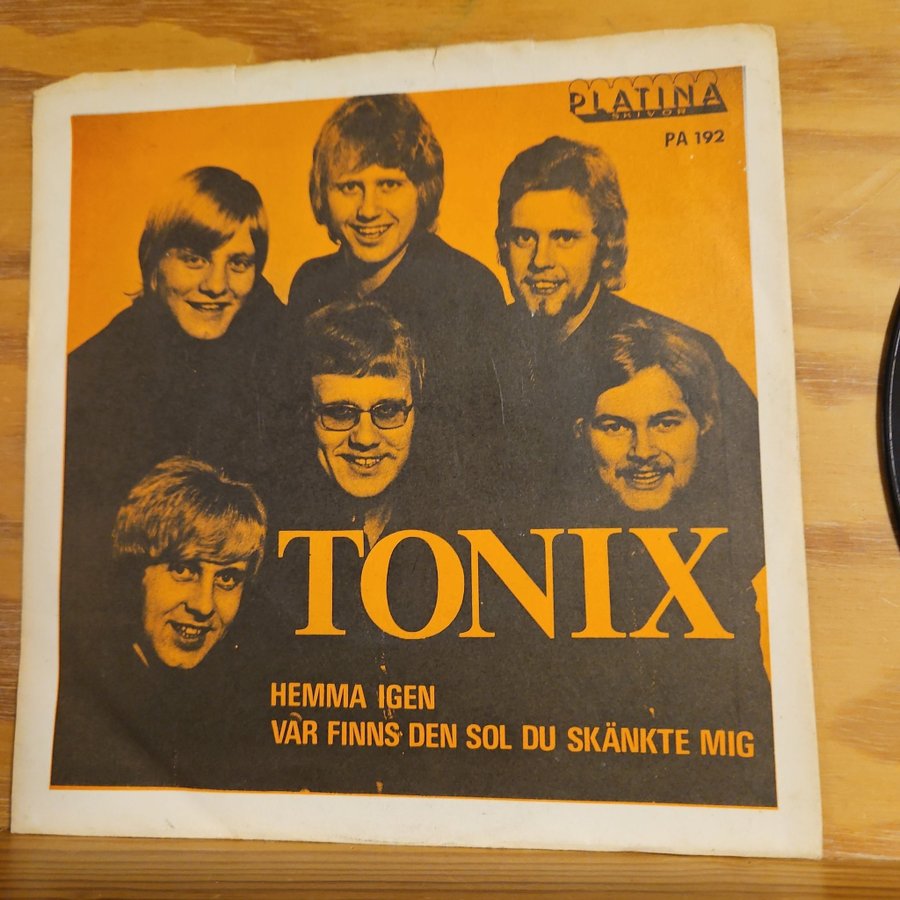 PLATINA
SKIVOR
PA 192
TONIX
HEMMA IGEN
VAR FINNS DEN SOL DU SKÄNKTE MIG